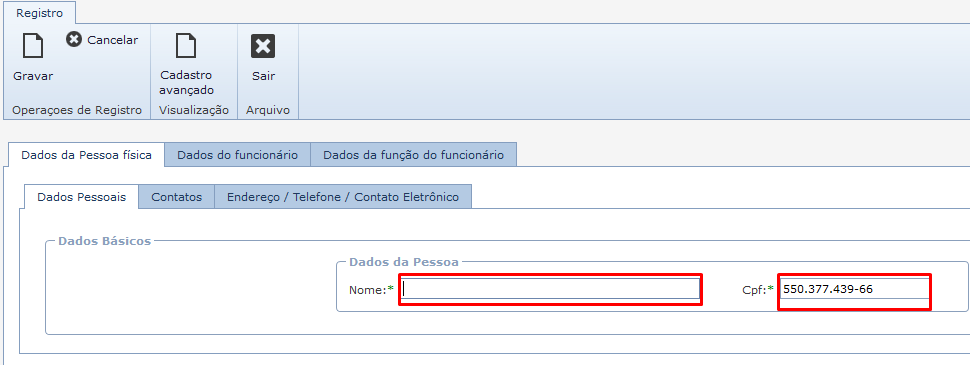 Registro
Gravar
Cancelar
Cadastro
avançado
Sair
Operaçoes de Registro
Visualização
Arquivo
Dados da Pessoa física
Dados do funcionário
Dados da função do funcionário
Dados Pessoais
Contatos
Endereço / Telefone / Contato Eletrônico
Dados Básicos
Dados da Pessoa
Nome:*
Cpf:* 550.377.439-66